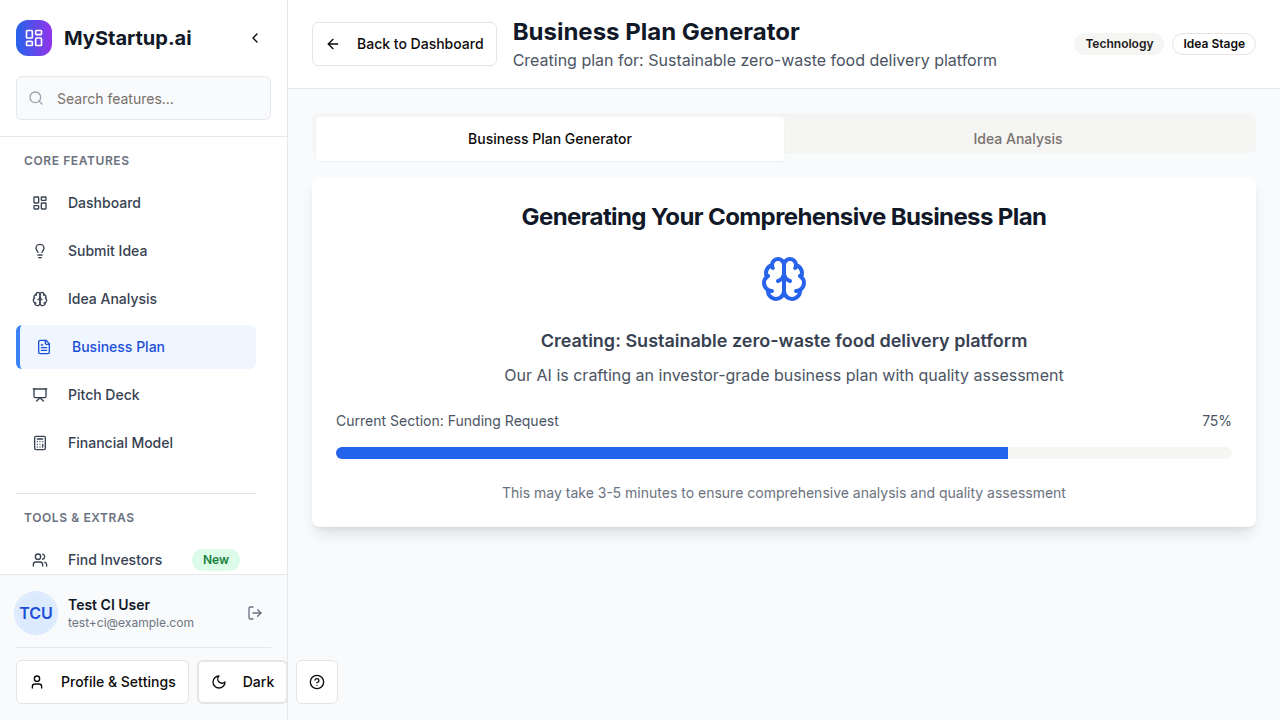 MyStartup.ai
Search features...
CORE FEATURES
Dashboard
Submit Idea
Idea Analysis
Business Plan
Pitch Deck
Financial Model
TOOLS & EXTRAS
Find Investors New
TCU
Test CI User
test+ci@example.com
Profile & Settings
Dark
Back to Dashboard
Business Plan Generator
Creating plan for: Sustainable zero-waste food delivery platform
Technology
Idea Stage
Business Plan Generator
Idea Analysis
Generating Your Comprehensive Business Plan
Creating: Sustainable zero-waste food delivery platform
Our AI is crafting an investor-grade business plan with quality assessment
Current Section: Funding Request 75%
This may take 3-5 minutes to ensure comprehensive analysis and quality assessment